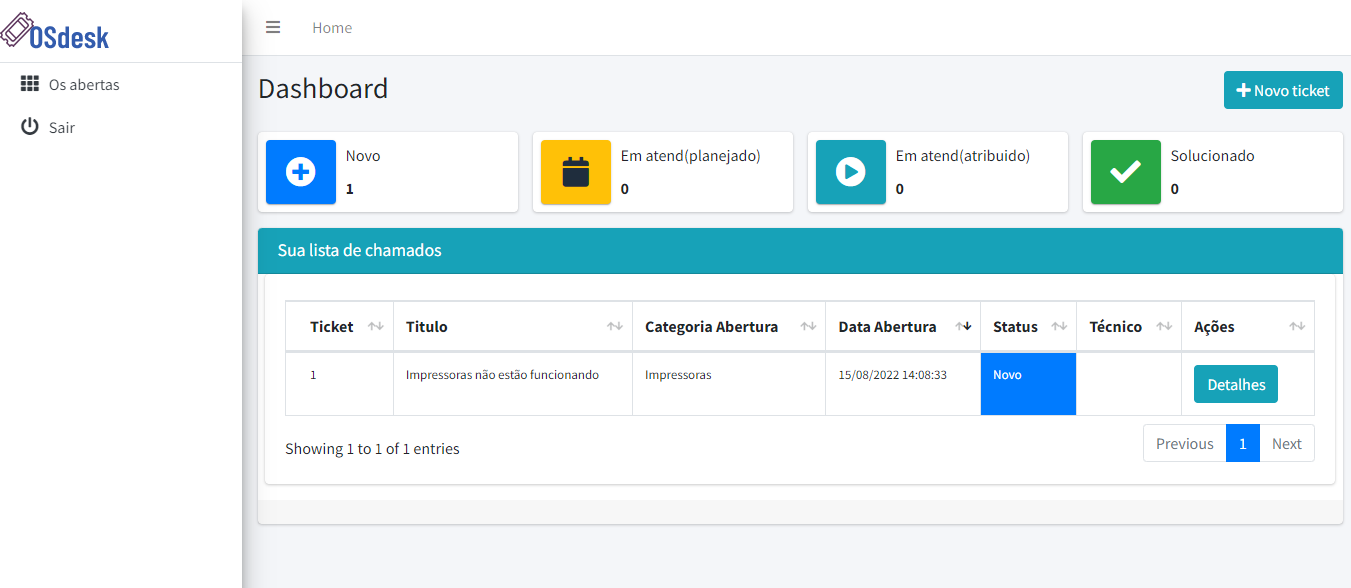 OSdesk
Home
Os abertas
Sair
Dashboard
Novo ticket
Novo
1
Em atend(planejado)
0
Em atend(atribuido)
0
Solucionado
0
Sua lista de chamados
Ticket Titulo Categoria Abertura Data Abertura Status Técnico Ações
1 Impressoras não estão funcionando Impressoras 15/08/2022 14:08:33 Novo Detalhes
Showing 1 to 1 of 1 entries
Previous 1 Next